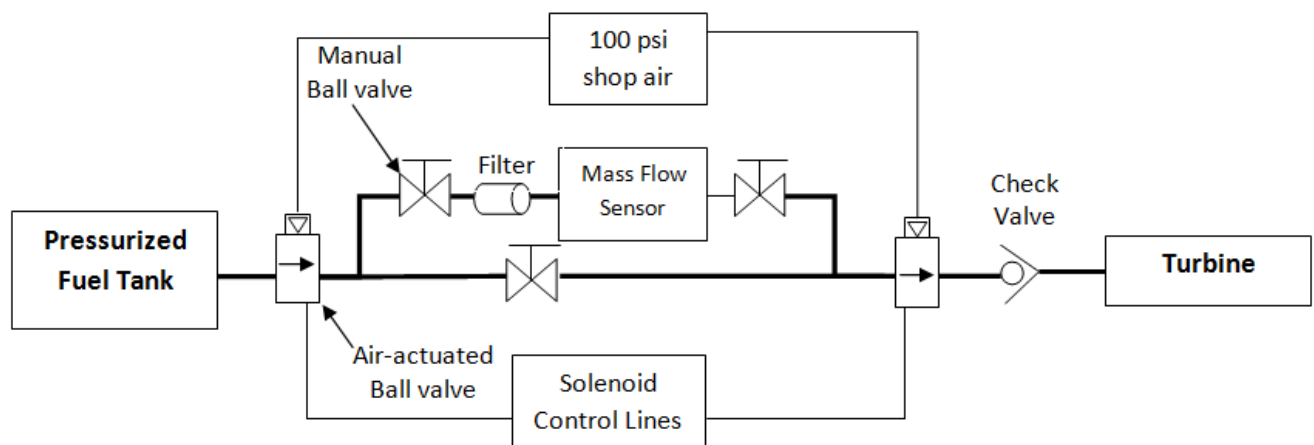 100 psi
shop air
Manual
Ball valve
Filter
Mass Flow
Sensor
Check
Valve
Pressurized
Fuel Tank
Turbine
Air-actuated
Ball valve
Solenoid
Control Lines